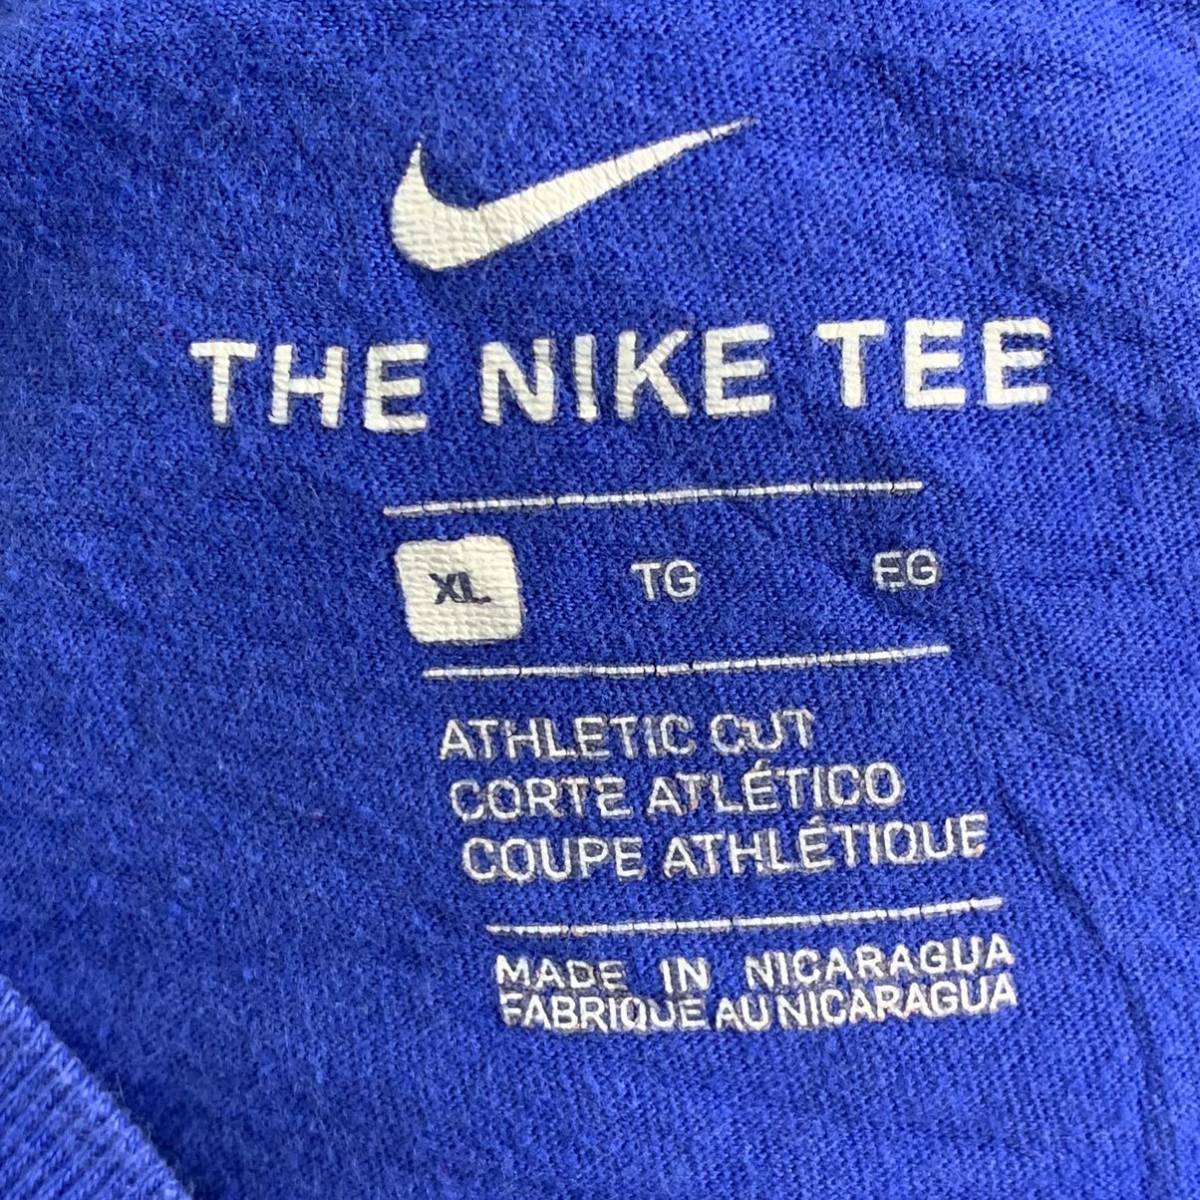 THE NIKE TEE
XL TG EG
ATHLETIC CUT
CORTE ATLÉTICO
COUPE ATHLÉTIQUE
MADE IN NICARAGUA
FABRIQUE AU NICARAGUA